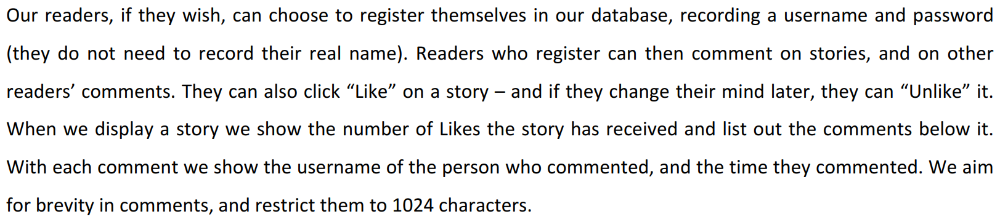 Our readers, if they wish, can choose to register themselves in our database, recording a username and password
(they do not need to record their real name). Readers who register can then comment on stories, and on other
readers’ comments. They can also click “Like” on a story – and if they change their mind later, they can “Unlike” it.
When we display a story we show the number of Likes the story has received and list out the comments below it.
With each comment we show the username of the person who commented, and the time they commented. We aim
for brevity in comments, and restrict them to 1024 characters.